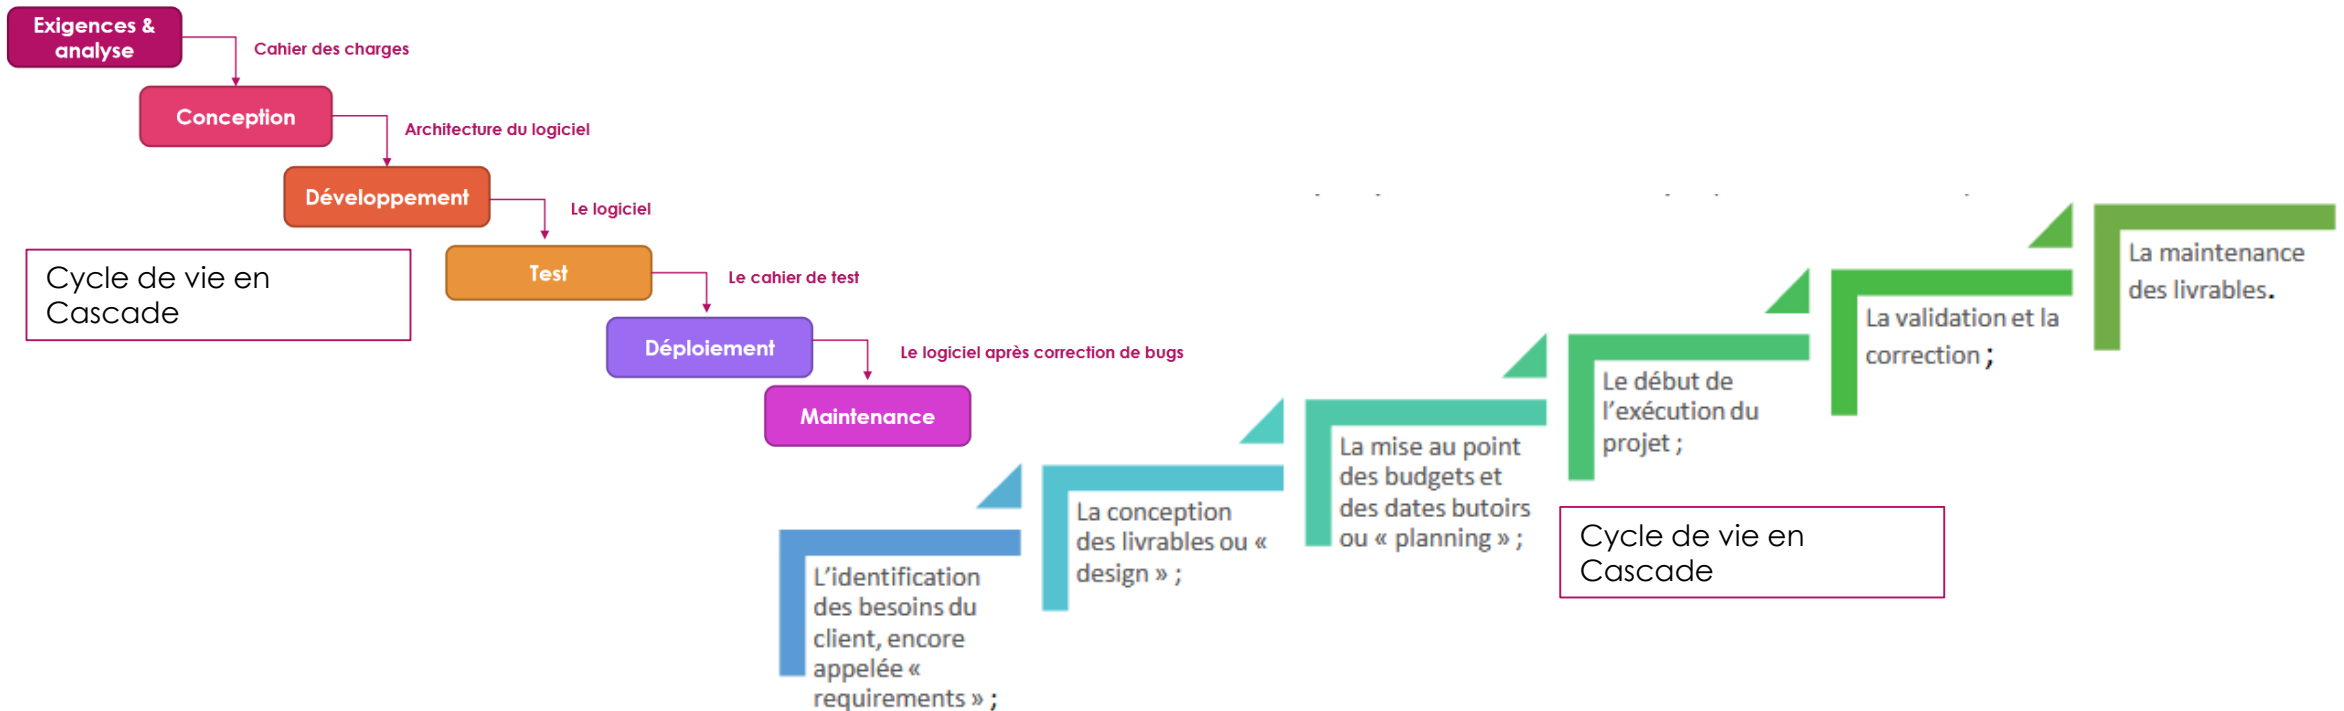 Exigences &
analyse
Cahier des charges
Conception
Architecture du logiciel
Développement
Le logiciel
Cycle de vie en
Cascade
Test
Le cahier de test
Déploiement
Le logiciel après correction de bugs
Maintenance
L'identification
des besoins du
client, encore
appelée «
requirements » ;
La conception
des livrables ou «
design » ;
La mise au point
des budgets et
des dates butoirs
ou « planning » ;
Le début de
l'exécution du
projet ;
La validation et la
correction ;
La maintenance
des livrables.
Cycle de vie en
Cascade